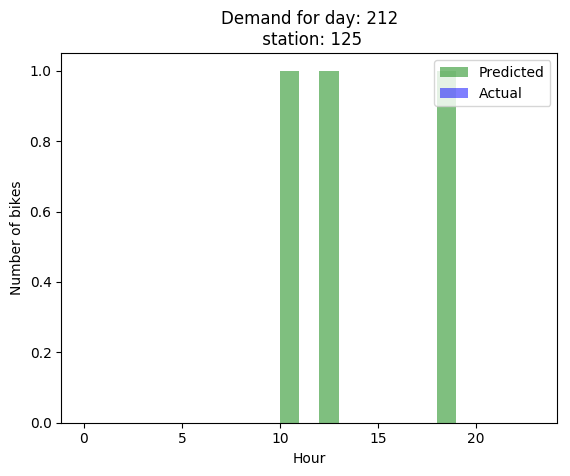 Demand for day: 212
station: 125
Predicted
Actual
1.0
0.8
0.6
0.4
0.2
0.0
Number of bikes
0
5
10
15
20
Hour